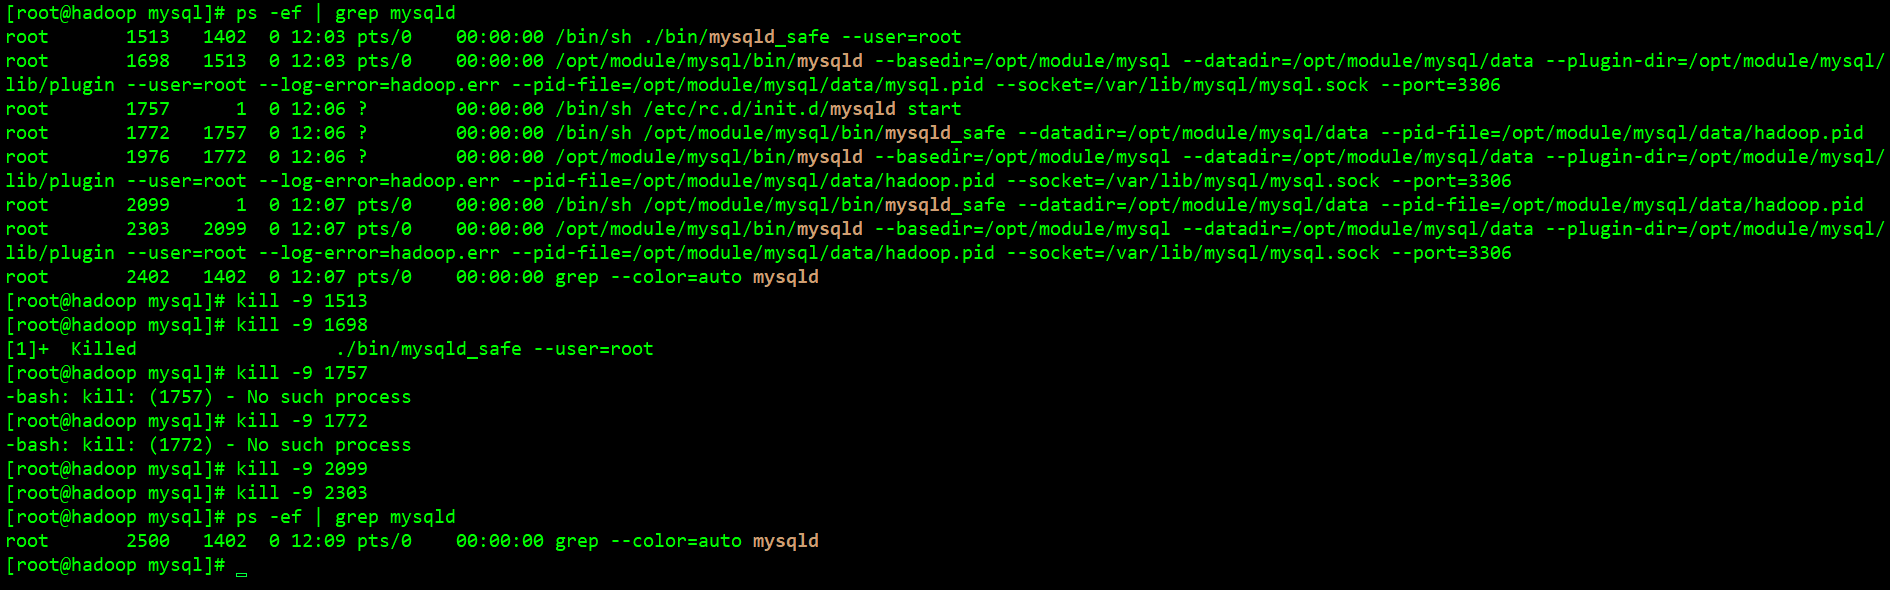 [root@hadoop mysql]# ps -ef | grep mysqld
root       1513   1402  0 12:03 pts/0    00:00:00 /bin/sh ./bin/mysqld_safe --user=root
root       1698   1513  0 12:03 pts/0    00:00:00 /opt/module/mysql/bin/mysqld --basedir=/opt/module/mysql --datadir=/opt/module/mysql/data --plugin-dir=/opt/module/mysql/
lib/plugin --user=root --log-error=hadoop.err --pid-file=/opt/module/mysql/data/mysql.pid --socket=/var/lib/mysql/mysql.sock --port=3306
root       1757      1  0 12:06 ?        00:00:00 /bin/sh /etc/rc.d/init.d/mysqld start
root       1772   1757  0 12:06 ?        00:00:00 /bin/sh /opt/module/mysql/bin/mysqld_safe --datadir=/opt/module/mysql/data --pid-file=/opt/module/mysql/data/hadoop.pid
root       1976   1772  0 12:06 ?        00:00:00 /opt/module/mysql/bin/mysqld --basedir=/opt/module/mysql --datadir=/opt/module/mysql/data --plugin-dir=/opt/module/mysql/
lib/plugin --user=root --log-error=hadoop.err --pid-file=/opt/module/mysql/data/hadoop.pid --socket=/var/lib/mysql/mysql.sock --port=3306
root       2099      1  0 12:07 pts/0    00:00:00 /bin/sh /opt/module/mysql/bin/mysqld_safe --datadir=/opt/module/mysql/data --pid-file=/opt/module/mysql/data/hadoop.pid
root       2303   2099  0 12:07 pts/0    00:00:00 /opt/module/mysql/bin/mysqld --basedir=/opt/module/mysql --datadir=/opt/module/mysql/data --plugin-dir=/opt/module/mysql/
lib/plugin --user=root --log-error=hadoop.err --pid-file=/opt/module/mysql/data/hadoop.pid --socket=/var/lib/mysql/mysql.sock --port=3306
root       2402   1402  0 12:07 pts/0    00:00:00 grep --color=auto mysqld
[root@hadoop mysql]# kill -9 1513
[root@hadoop mysql]# kill -9 1698
[1]+  Killed                  ./bin/mysqld_safe --user=root
[root@hadoop mysql]# kill -9 1757
-bash: kill: (1757) - No such process
[root@hadoop mysql]# kill -9 1772
-bash: kill: (1772) - No such process
[root@hadoop mysql]# kill -9 2099
[root@hadoop mysql]# kill -9 2303
[root@hadoop mysql]# ps -ef | grep mysqld
root       2500   1402  0 12:09 pts/0    00:00:00 grep --color=auto mysqld
[root@hadoop mysql]#